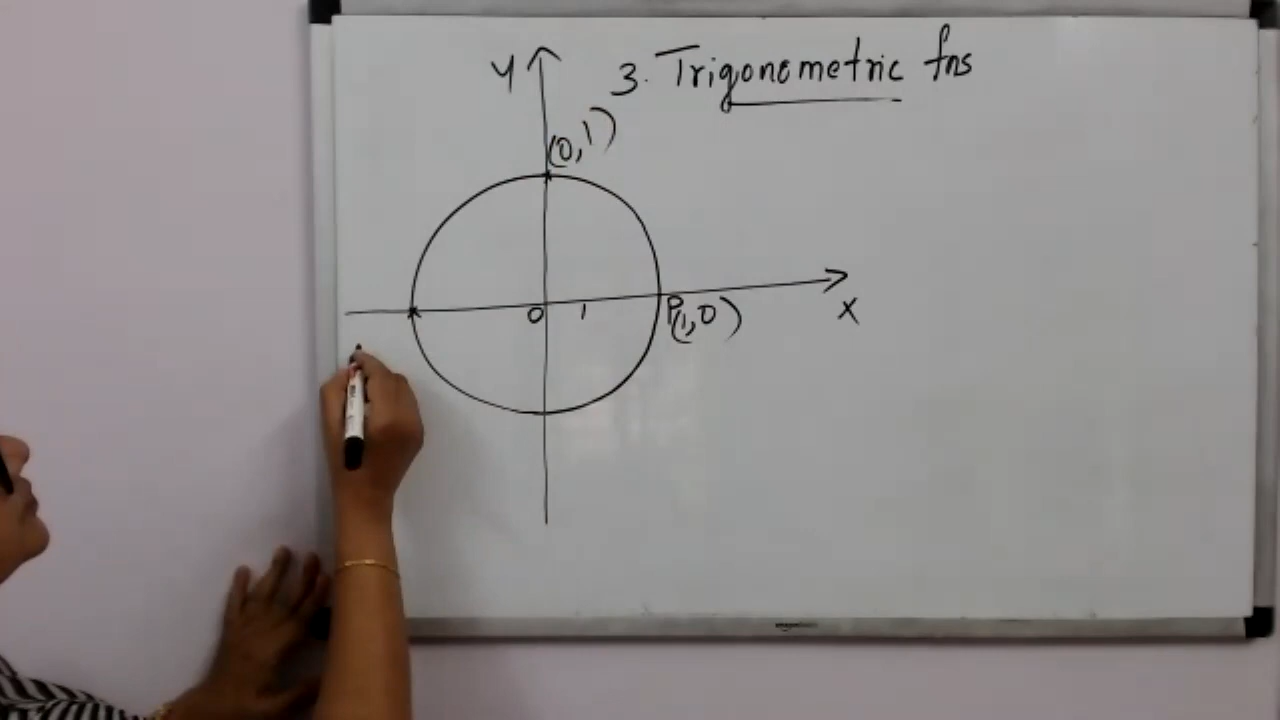 3. Trigonometric fns
Y
(0, 1)
0 1 P(1, 0)
X